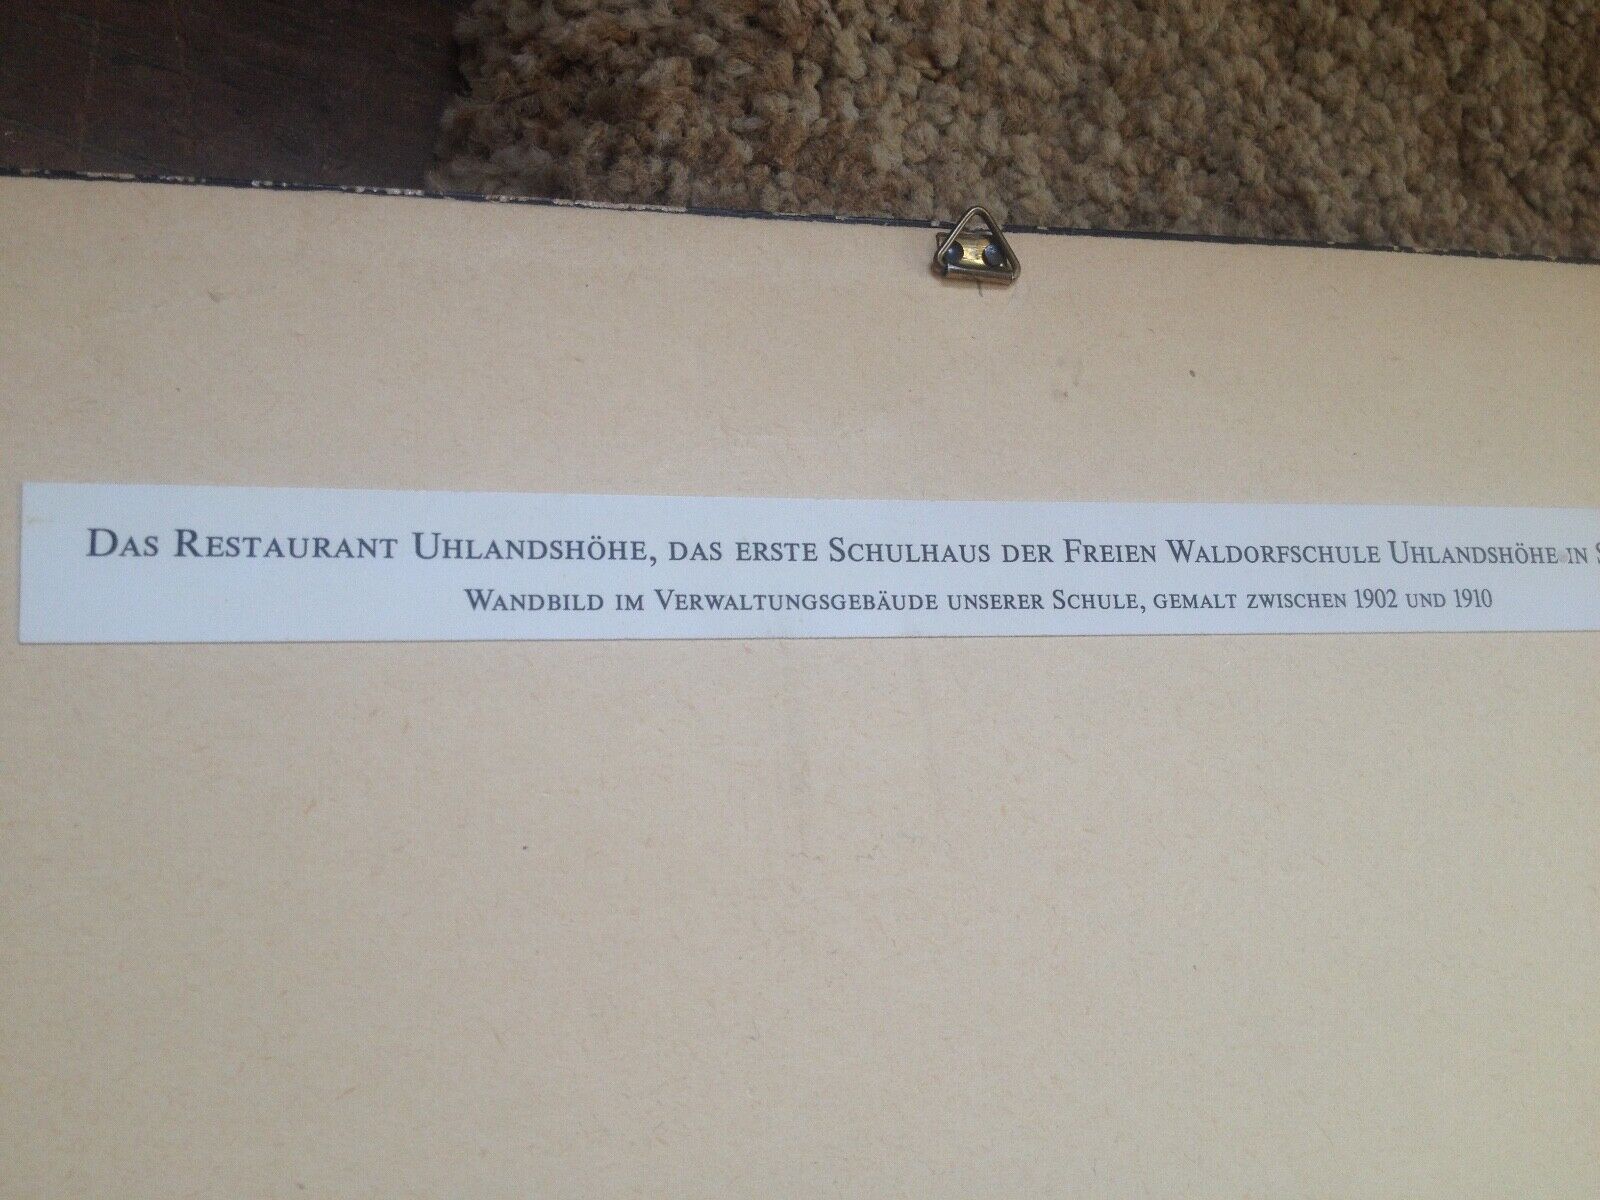 Das Restaurant Uhlandshöhe, das erste Schulhaus der Freien Waldorfschule Uhlandshöhe in
Wandbild im Verwaltungsgebäude unserer Schule, gemalt zwischen 1902 und 1910